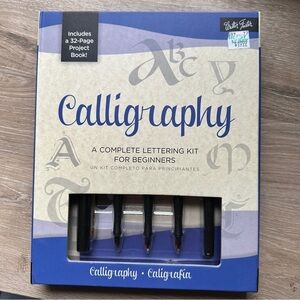 Includes
a 32-Page
Project
Book!
Walter Foster
ABC
Y
Calligraphy
A COMPLETE LETTERING KIT
FOR BEGINNERS
UN KIT COMPLETO PARA PRINCIPIANTES
A
M
T
Calligraphy • Caligrafía